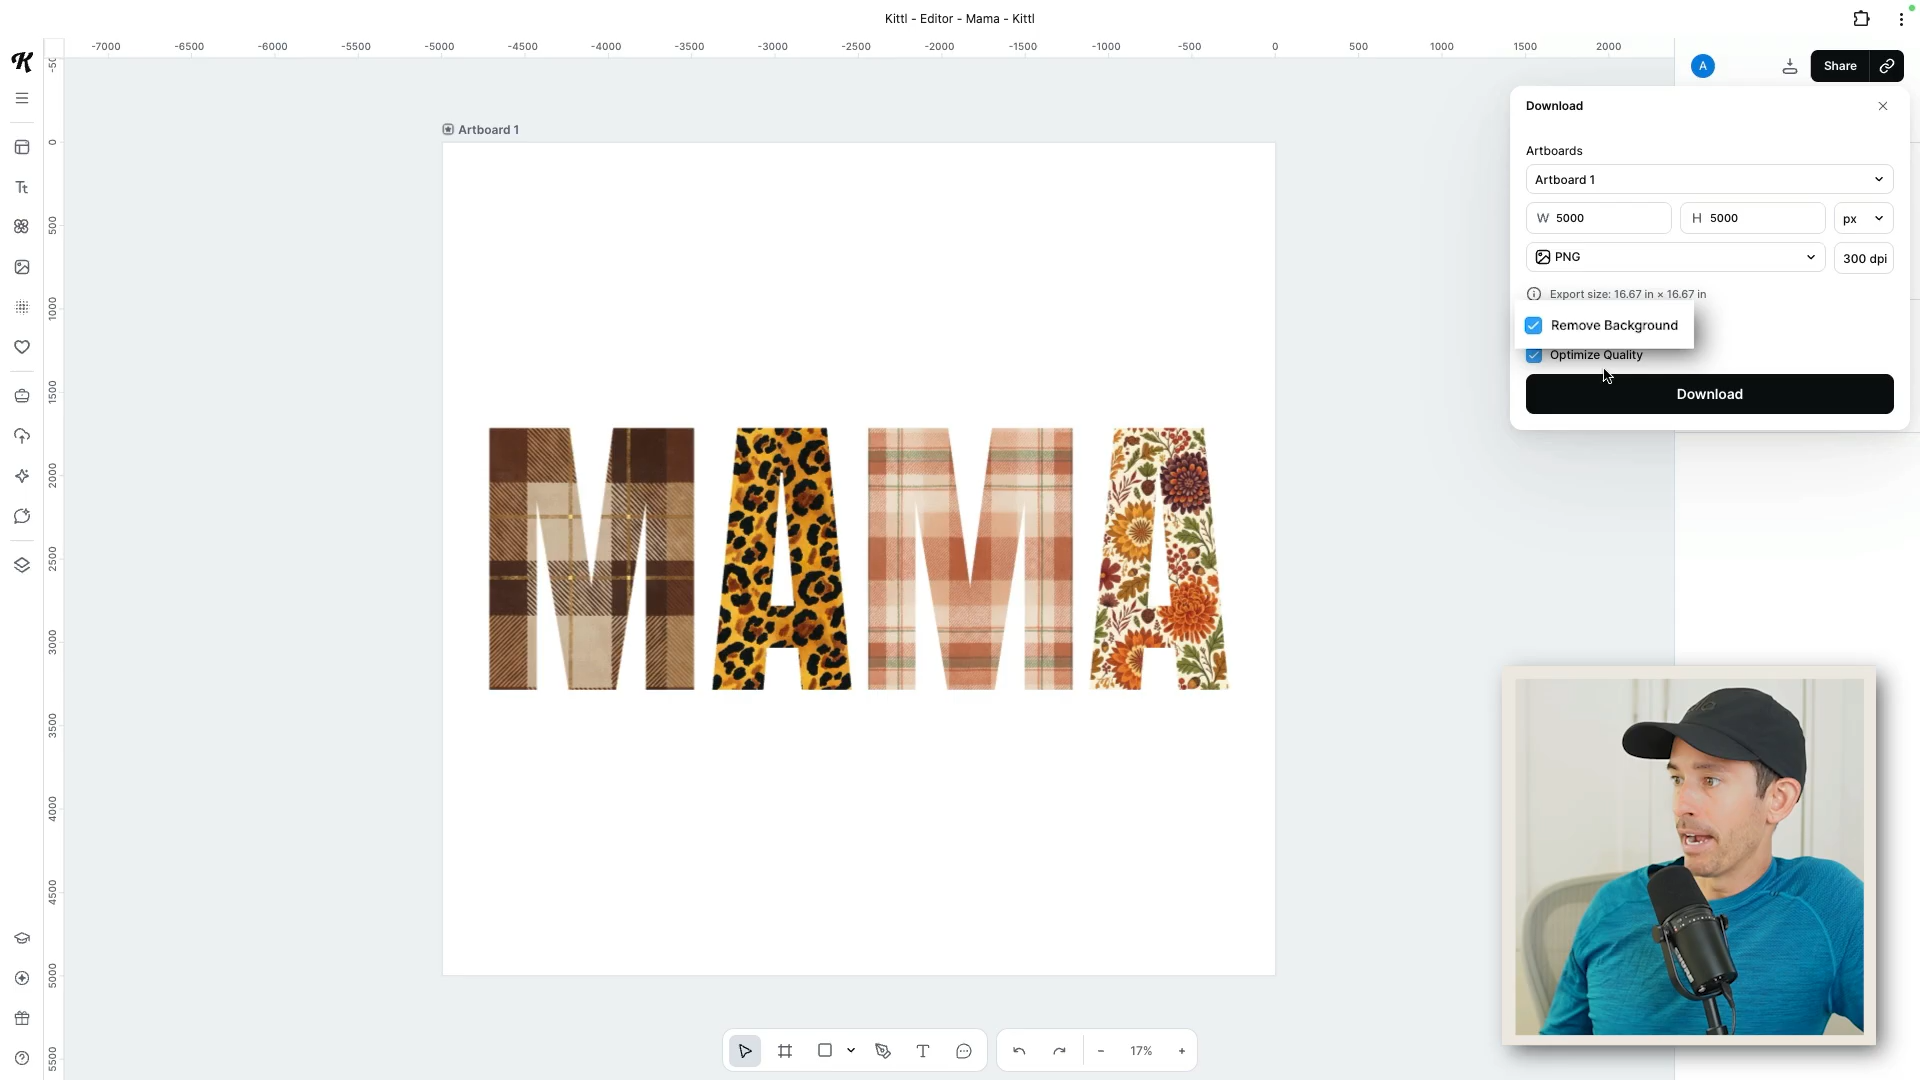 Kittl - Editor - Mama - Kittl
-7000 -6500 -6000 -5500 -5000 -4500 -4000 -3500 -3000 -2500 -2000 -1500 -1000 -500 0 500 1000 1500 2000
A
Share
Download
Artboards
Artboard 1
W 5000
H 5000
px
PNG
300 dpi
Export size: 16.67 in × 16.67 in
Remove Background
Optimize Quality
Download
Artboard 1
MAMA
0
500
1000
1500
2000
2500
3000
3500
4000
4500
5000
5500
Tt
T
17%